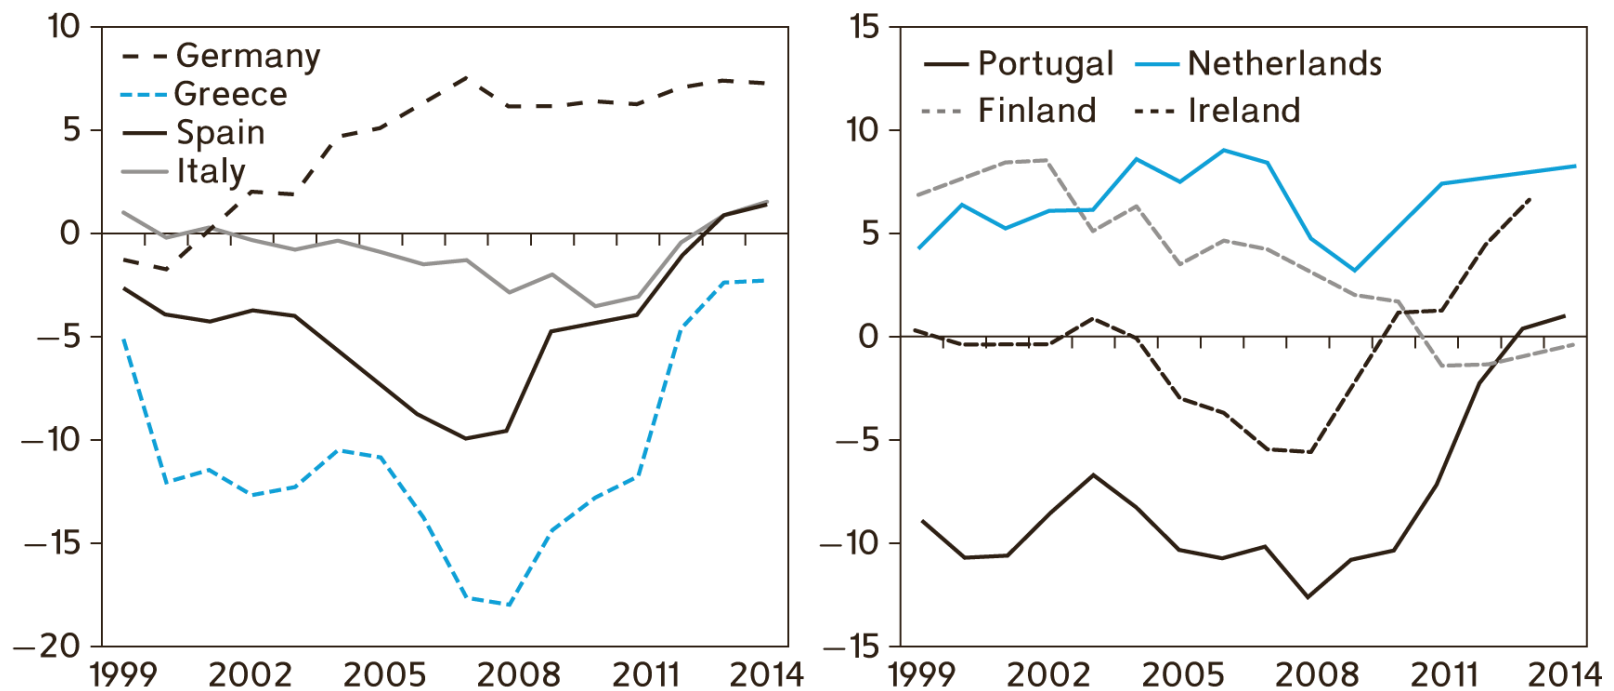 10
5
0
−5
−10
−15
−20
Germany
Greece
Spain
Italy
1999 2002 2005 2008 2011 2014
15
10
5
0
−5
−10
−15
Portugal Netherlands
Finland Ireland
1999 2002 2005 2008 2011 2014